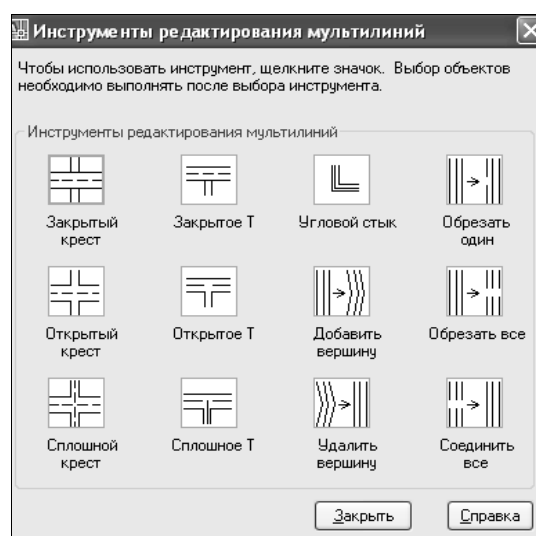 Инструменты редактирования мультилиний
Чтобы использовать инструмент, щелкните значок. Выбор объектов
необходимо выполнять после выбора инструмента.
Инструменты редактирования мультилиний
Закрытый
крест
Закрытое Т
Угловой стык
Обрезать
один
Открытый
крест
Открытое Т
Добавить
вершину
Обрезать все
Сплошной
крест
Сплошное Т
Удалить
вершину
Соединить
все
Закрыть
Справка